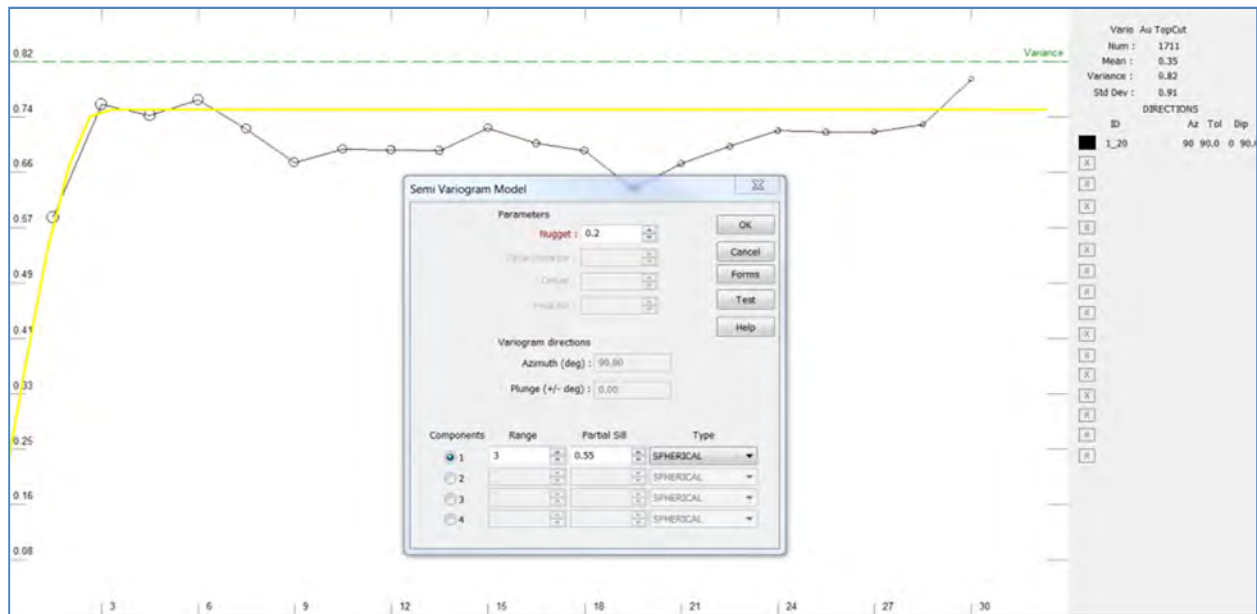 0.82
0.74
0.66
0.57
0.49
0.41
0.33
0.25
0.16
0.08
3 6 9 12 15 18 21 24 27 30
Variance
Vario Au TopCut
Num : 1711
Mean : 0.35
Variance : 0.82
Std Dev : 0.91
DIRECTIONS
ID Az Tol Dip
1_20 90 90.0 0 90.
Semi Variogram Model
Parameters
Nugget : 0.2
OK
Cancel
Forms
Test
Help
Variogram directions
Azimuth (deg) : 90.00
Plunge (+/- deg) : 0.00
Components Range Partial Sill Type
1 3 0.55 SPHERICAL
2 SPHERICAL
3 SPHERICAL
4 SPHERICAL